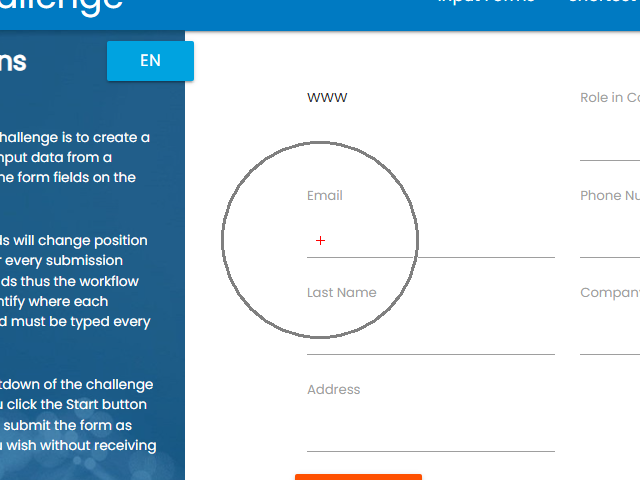 allenge
Input Forms
Shortest
ns
EN
WWW
Role in Co
hallenge is to create a
nput data from a
he form fields on the
Email
Phone Nu
ls will change position
r every submission
ds thus the workflow
ntify where each
d must be typed every
Last Name
Company
tdown of the challenge
u click the Start button
submit the form as
u wish without receiving
Address